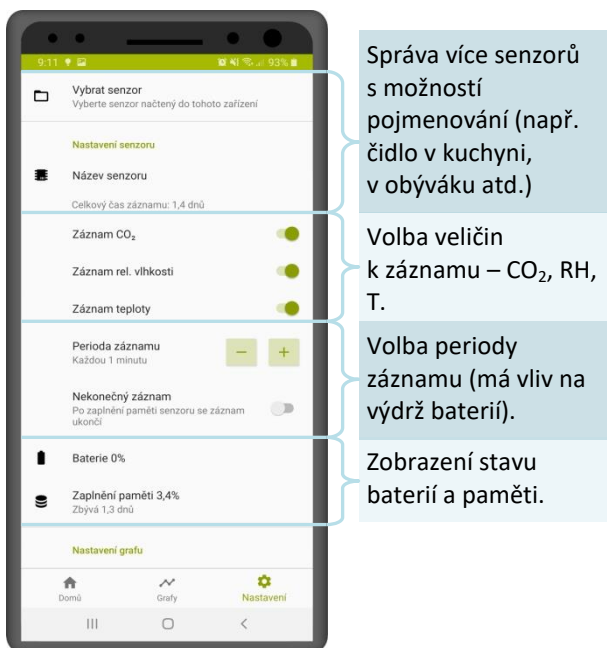 9:11 93%
Vybrat senzor
Vyberte senzor načtený do tohoto zařízení
Nastavení senzoru
Název senzoru
Celkový čas záznamu: 1,4 dnů
Záznam CO₂
Záznam rel. vlhkosti
Záznam teploty
Perioda záznamu
Každou 1 minutu
− +
Nekonečný záznam
Po zaplnění paměti senzoru se záznam
ukončí
Baterie 0%
Zaplnění paměti 3,4%
Zbývá 1,3 dnů
Nastavení grafu
Domů Grafy Nastavení
Správa více senzorů
s možností
pojmenování (např.
čidlo v kuchyni,
v obýváku atd.)
Volba veličin
k záznamu – CO₂, RH,
T.
Volba periody
záznamu (má vliv na
výdrž baterií).
Zobrazení stavu
baterií a paměti.